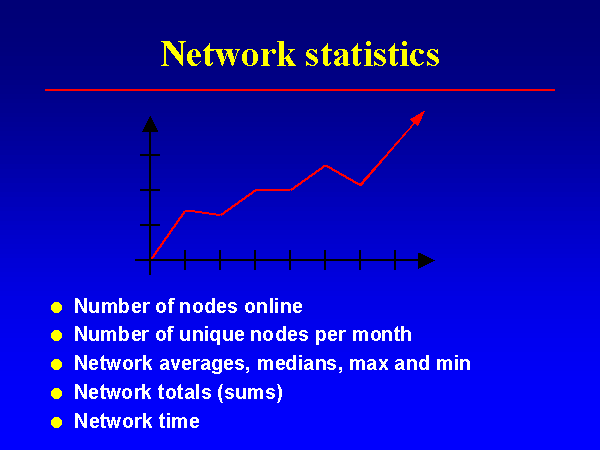 Network statistics
Number of nodes online
Number of unique nodes per month
Network averages, medians, max and min
Network totals (sums)
Network time